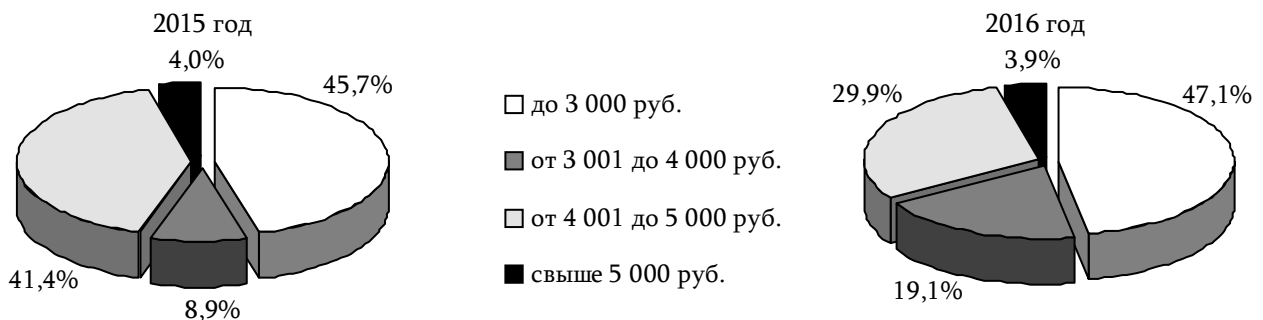 2015 год
4,0%
45,7%
41,4%
8,9%
до 3 000 руб.
от 3 001 до 4 000 руб.
от 4 001 до 5 000 руб.
свыше 5 000 руб.
2016 год
3,9%
29,9%
47,1%
19,1%